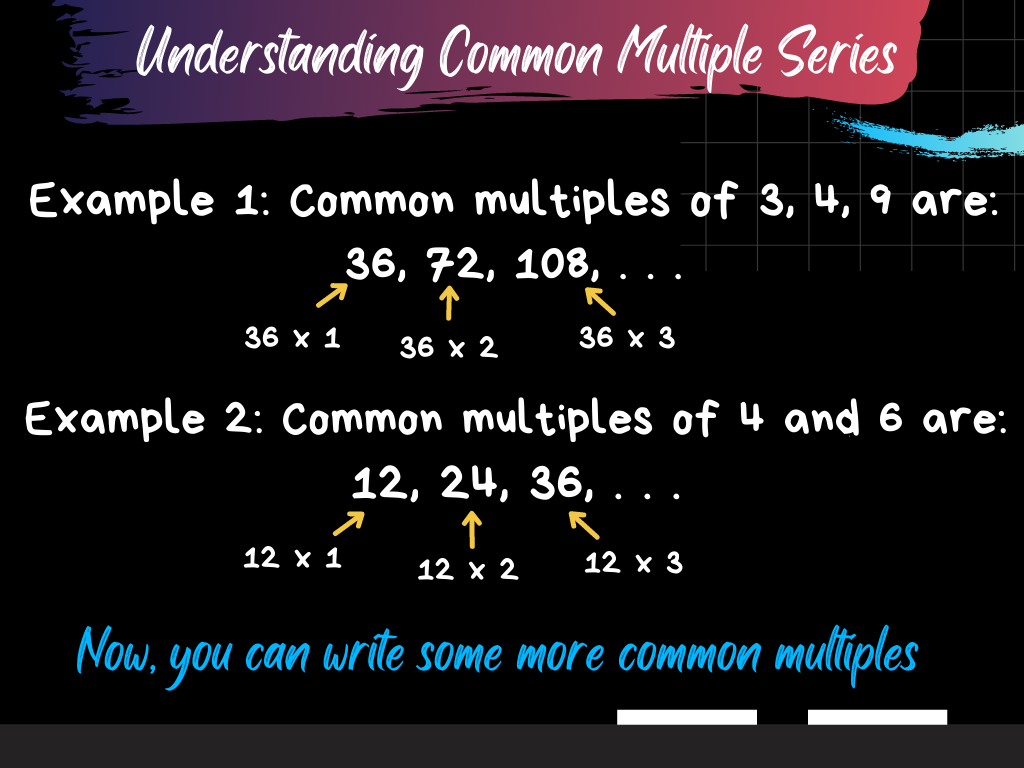 Understanding Common Multiple Series
Example 1: Common multiples of 3, 4, 9 are:
36, 72, 108, . . .
36 x 1
36 x 2
36 x 3
Example 2: Common multiples of 4 and 6 are:
12, 24, 36, . . .
12 x 1
12 x 2
12 x 3
Now, you can write some more common multiples